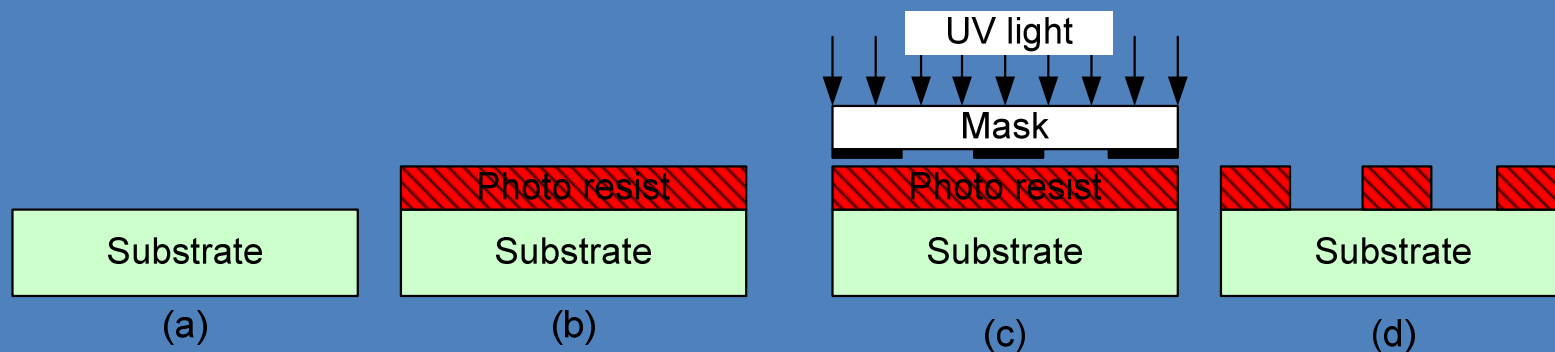 Substrate
(a)
Photo resist
Substrate
(b)
UV light
Mask
Photo resist
Substrate
(c)
Substrate
(d)